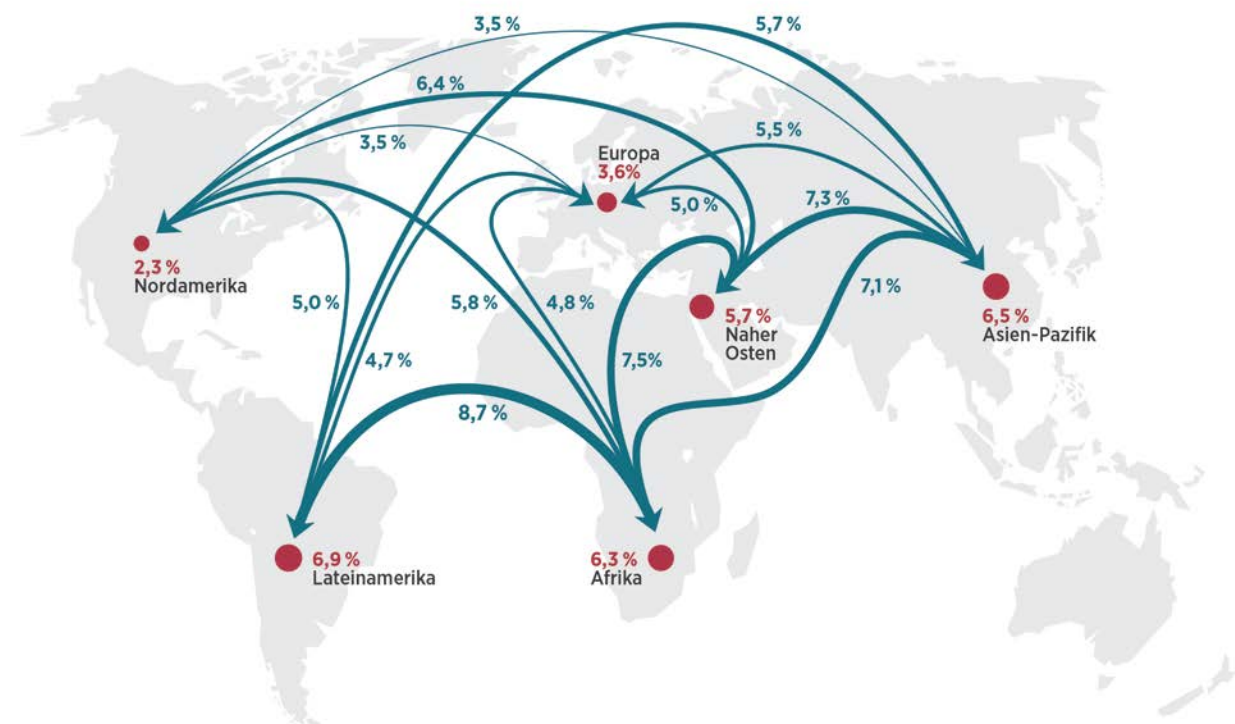 3,5 %
5,7 %
6,4 %
3,5 %
5,5 %
Europa
3,6%
5,0 %
7,3 %
2,3 %
Nordamerika
5,0 %
5,8 %
4,8 %
7,1 %
5,7 %
Naher
Osten
6,5 %
Asien-Pazifik
4,7 %
7,5%
8,7 %
6,9 %
Lateinamerika
6,3 %
Afrika